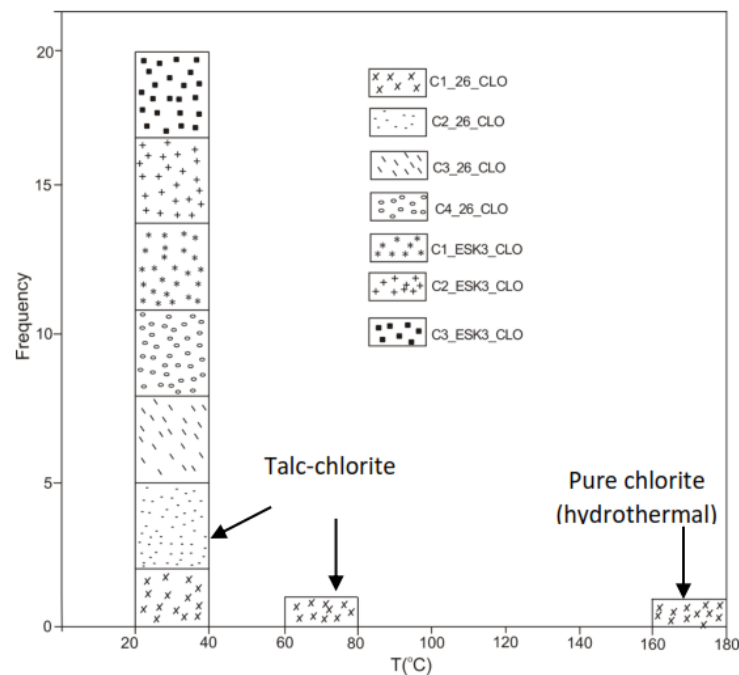 20
15
10
5
0
Frequency
C1_26_CLO
C2_26_CLO
C3_26_CLO
C4_26_CLO
C1_ESK3_CLO
C2_ESK3_CLO
C3_ESK3_CLO
Talc-chlorite
Pure chlorite
(hydrothermal)
20 40 60 80 100 120 140 160 180
T(°C)